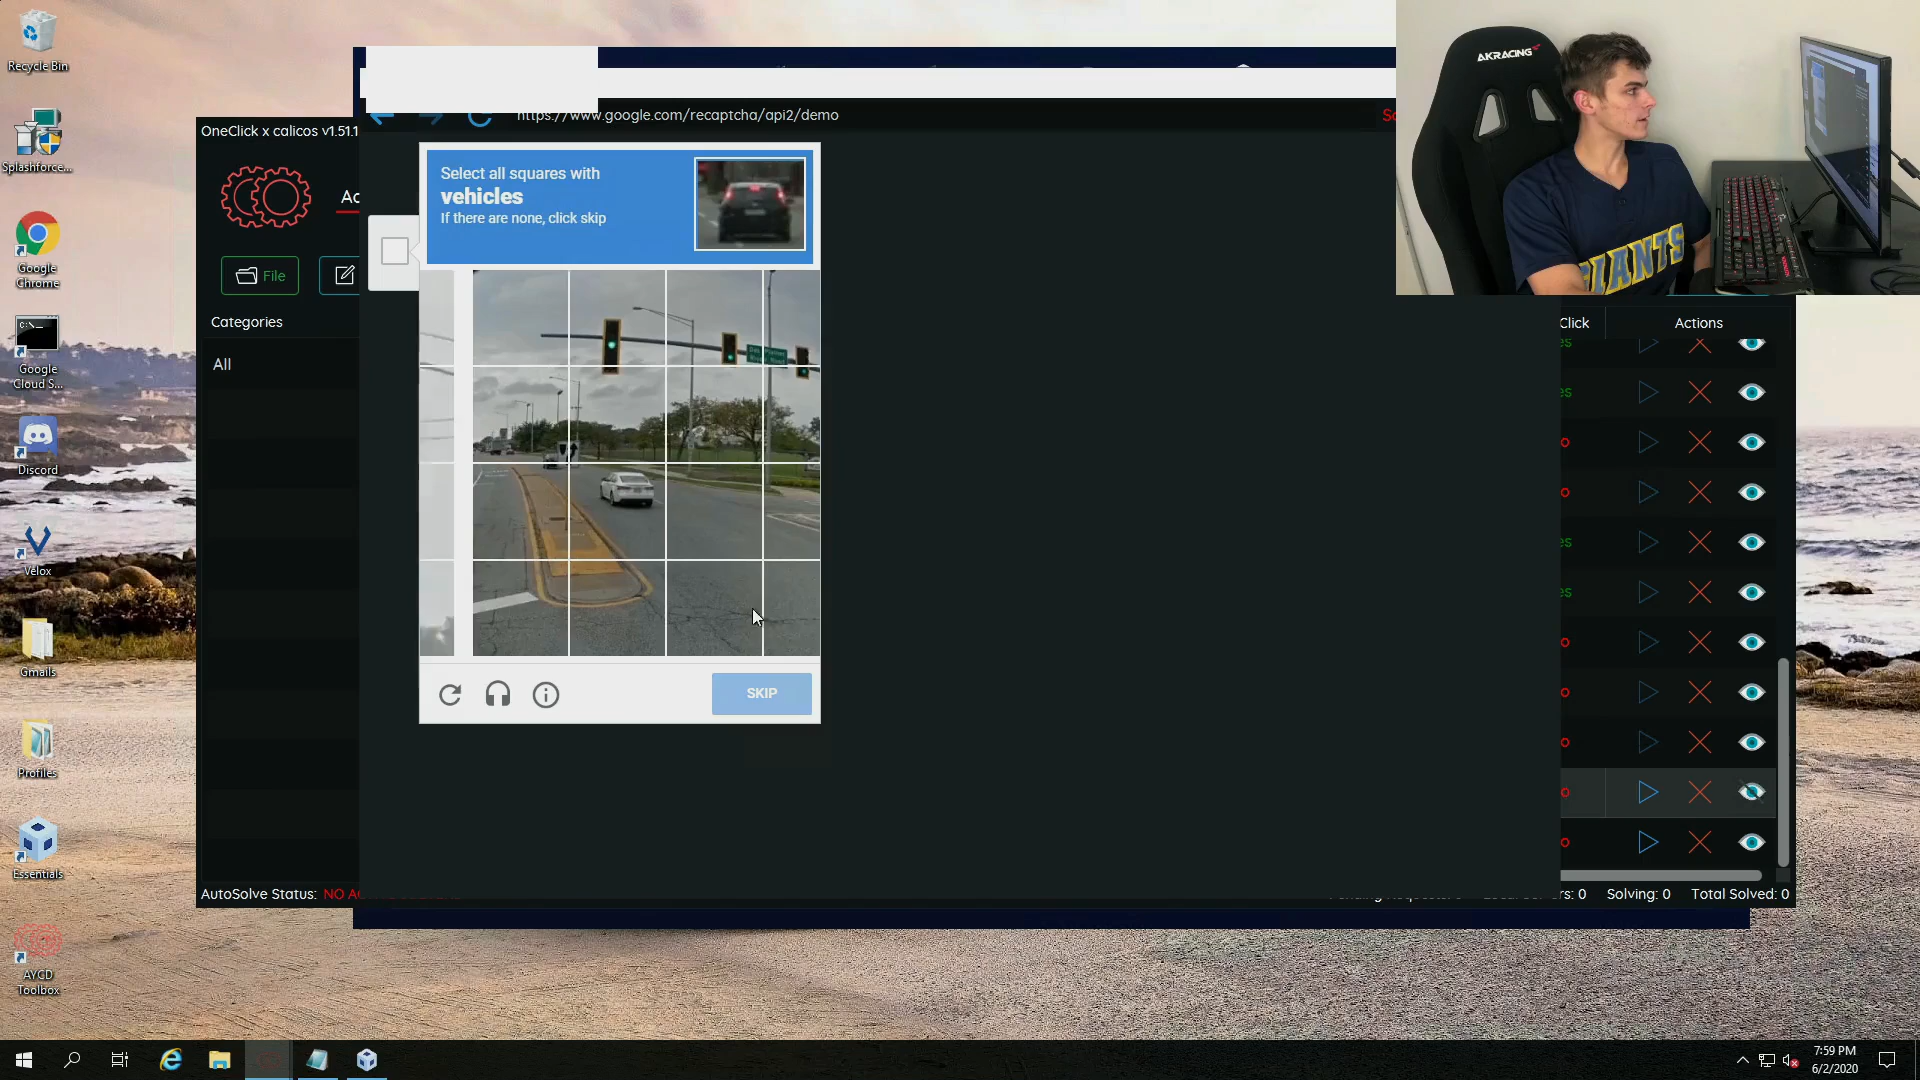 Recycle Bin
Splashforce...
Google
Chrome
Google
Cloud S...
Discord
Velox
Gmails
Profiles
Essentials
AYCD
Toolbox
OneClick x calicos v1.51.1
https://www.google.com/recaptcha/api2/demo
Select all squares with
vehicles
If there are none, click skip
File
Categories
All
SKIP
AKRACING
GIANTS
Click
Actions
AutoSolve Status:
Solving: 0
Total Solved: 0
7:59 PM
6/2/2020